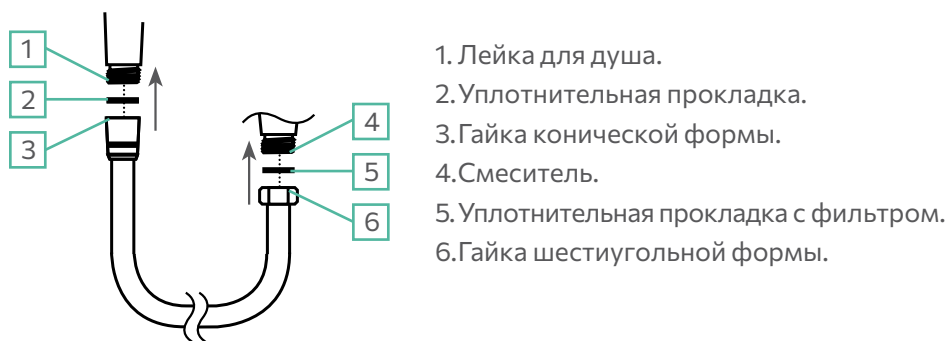 1
2
3
4
5
6
1. Лейка для душа.
2.Уплотнительная прокладка.
3.Гайка конической формы.
4.Смеситель.
5. Уплотнительная прокладка с фильтром.
6.Гайка шестиугольной формы.